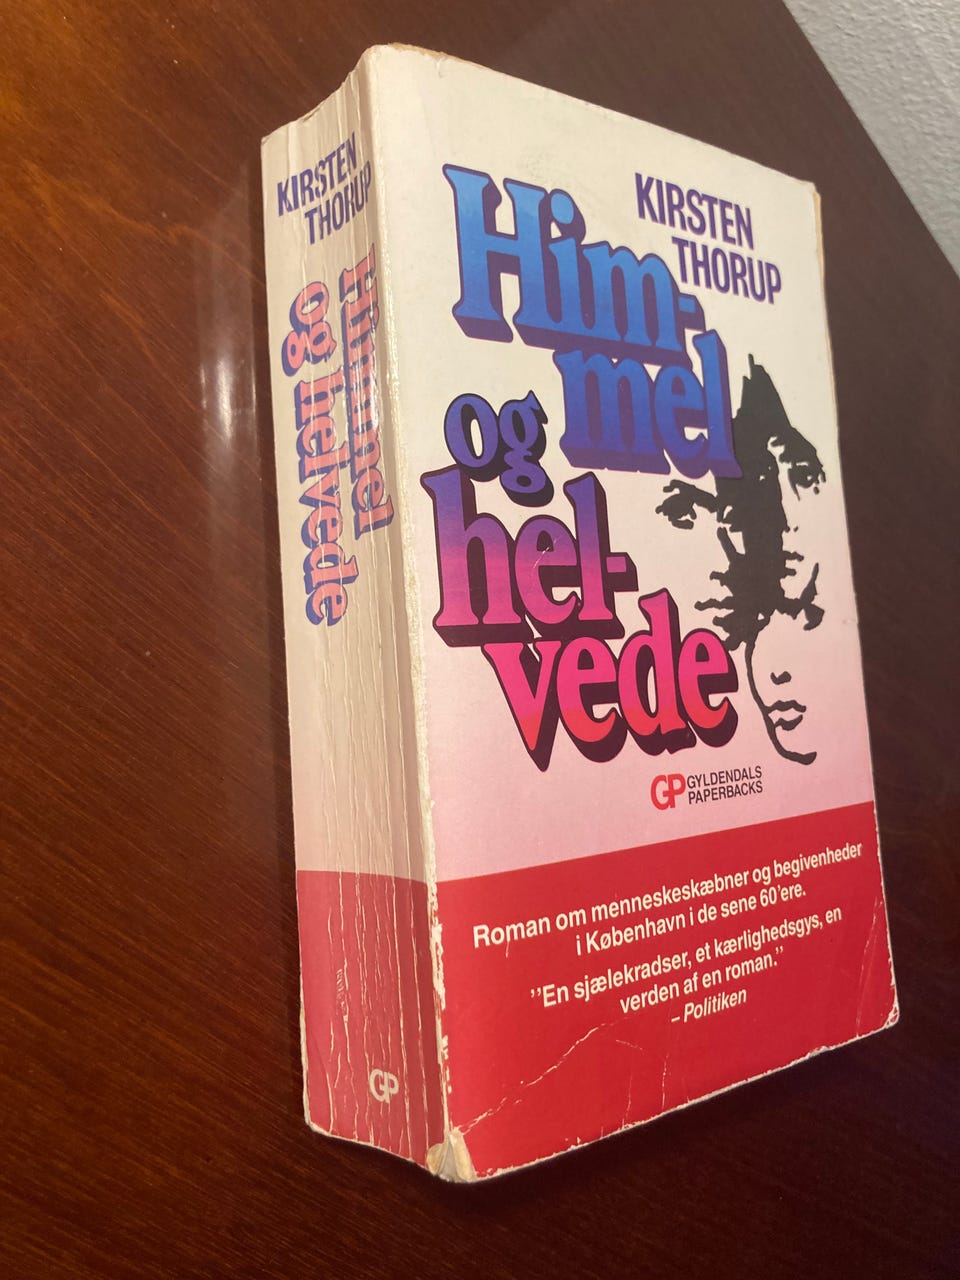 KIRSTEN
THORUP
Himmel
og helvede
GP
KIRSTEN
THORUP
Him-
mel
og
hel-
vede
GP GYLDENDALS
PAPERBACKS
Roman om menneskeskæbner og begivenheder
i København i de sene 60'ere.
”En sjælekradser, et kærlighedsgys, en
verden af en roman.”
– Politiken